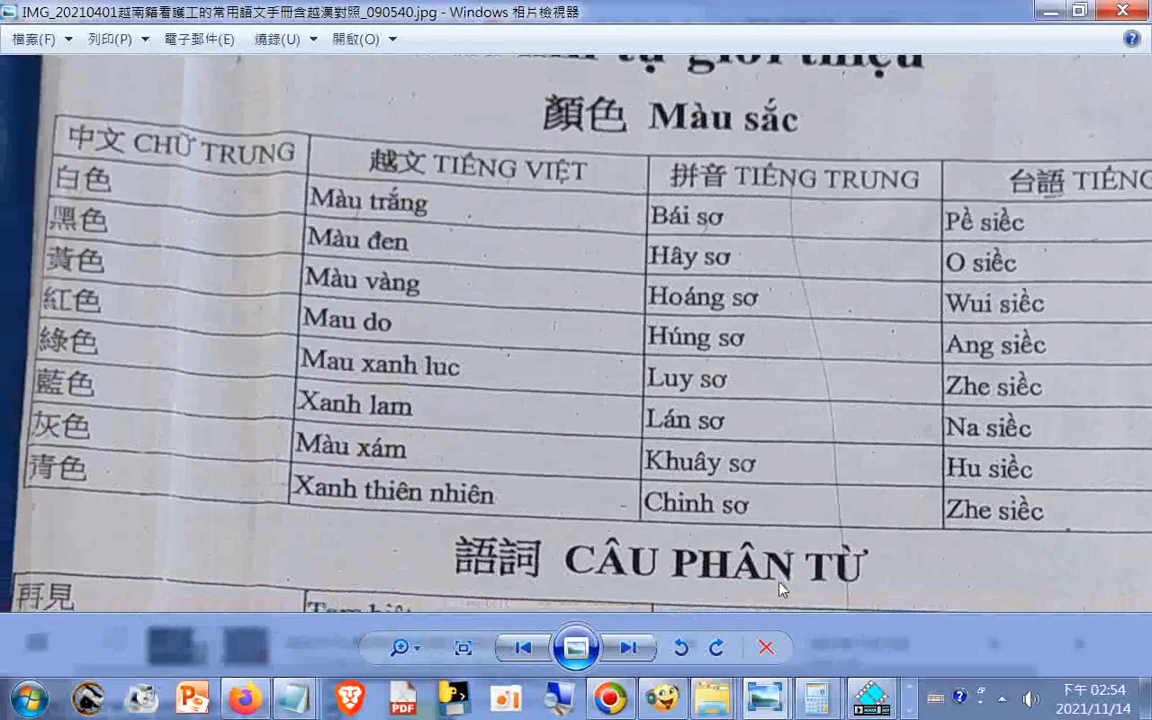 IMG_20210401越南籍看護工的常用語文手冊含越漢對照_090540.jpg - Windows 相片檢視器
檔案(F) 列印(P) 電子郵件(E) 燒錄(U) 開啟(O)
tự giới thiệu
顏色 Màu sắc
中文 CHỮ TRUNG 越文 TIẾNG VIỆT 拼音 TIẾNG TRUNG 台語 TIẾNG
白色 Màu trắng Bái sơ Pề siềc
黑色 Màu đen Hây sơ O siềc
黃色 Màu vàng Hoáng sơ Wui siềc
紅色 Mau do Húng sơ Ang siềc
綠色 Mau xanh luc Luy sơ Zhe siềc
藍色 Xanh lam Lán sơ Na siềc
灰色 Màu xám Khuây sơ Hu siềc
青色 Xanh thiên nhiên Chinh sơ Zhe siềc
語詞 CÂU PHÂN TỪ
再見
PDF
下午 02:54
2021/11/14